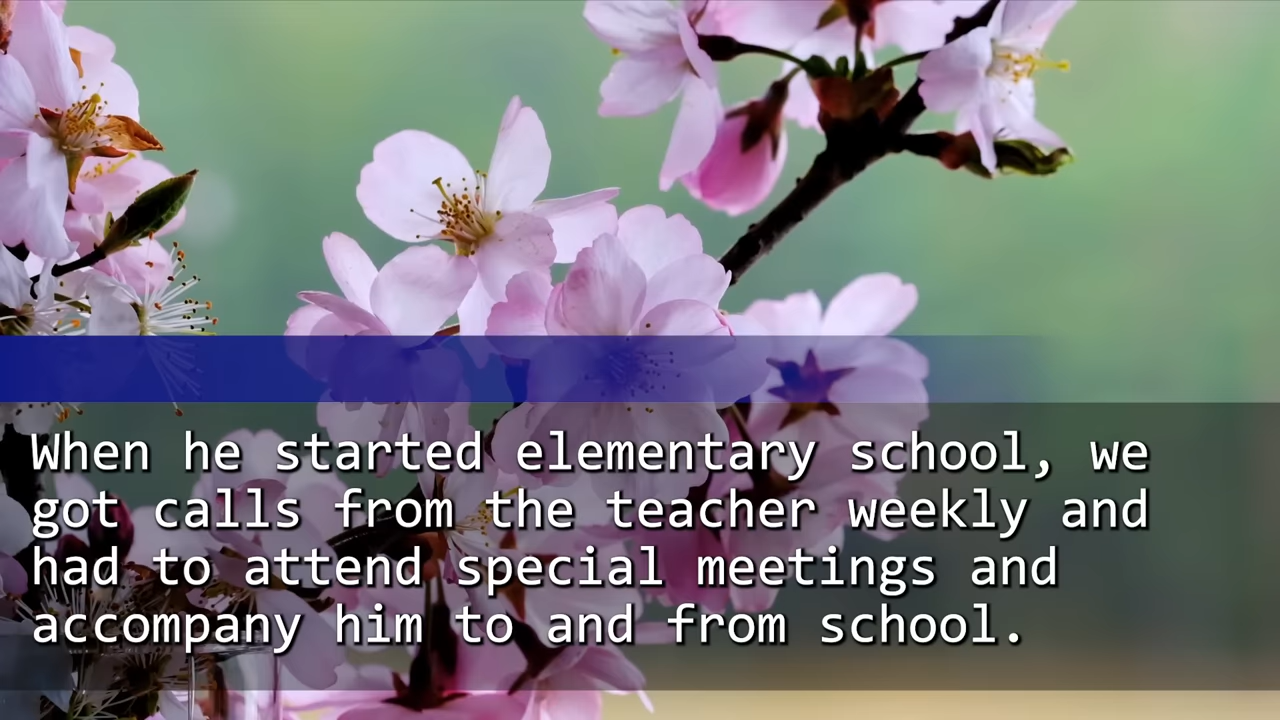 When he started elementary school, we
got calls from the teacher weekly and
had to attend special meetings and
accompany him to and from school.